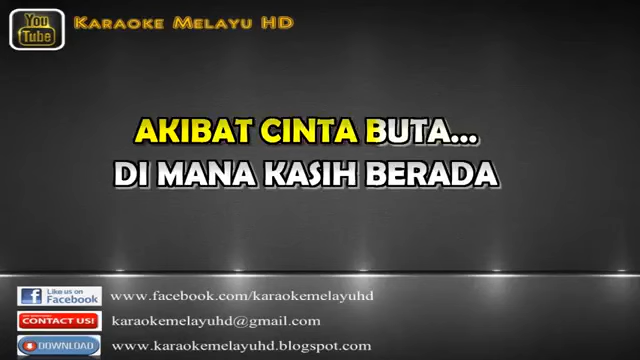 You
Tube
Karaoke Melayu HD
AKIBAT CINTA BUTA...
DI MANA KASIH BERADA
Like us on
Facebook
www.facebook.com/karaokemelayuhd
CONTACT US!
karaokemelayuhd@gmail.com
DOWNLOAD
www.karaokemelayuhd.blogspot.com